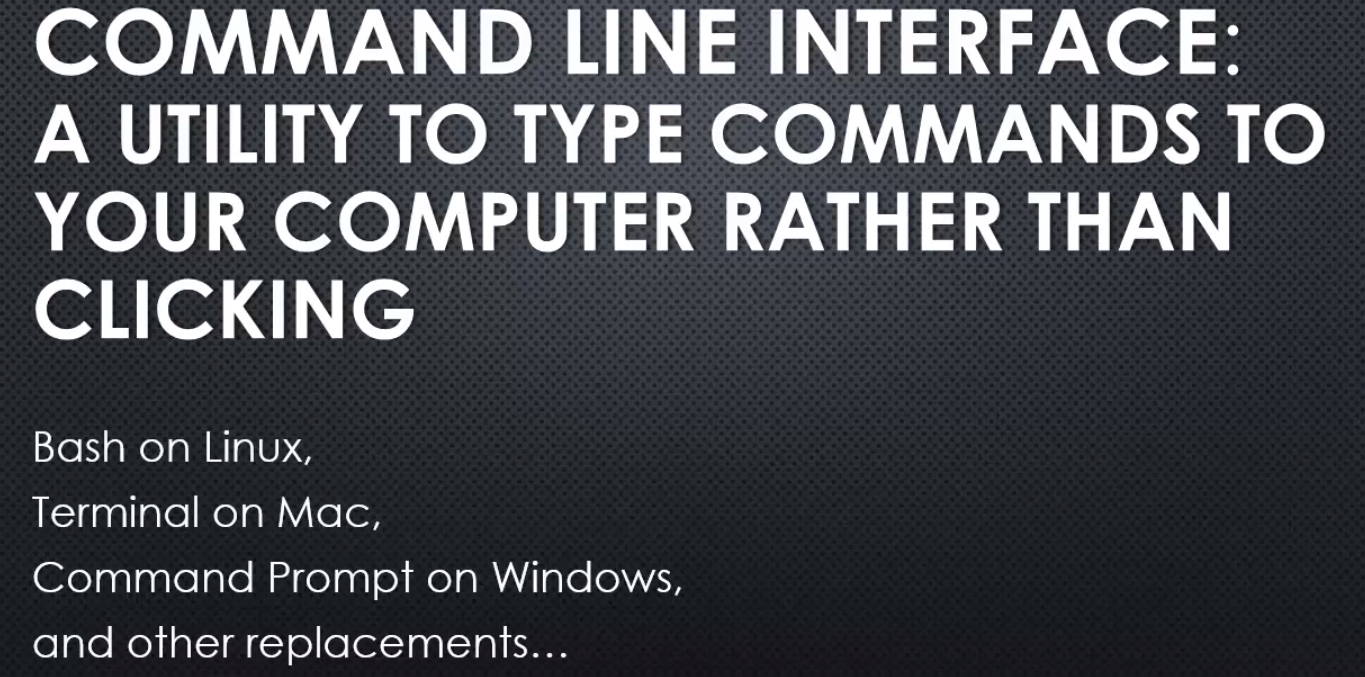 COMMAND LINE INTERFACE:
A UTILITY TO TYPE COMMANDS TO
YOUR COMPUTER RATHER THAN
CLICKING
Bash on Linux,
Terminal on Mac,
Command Prompt on Windows,
and other replacements...